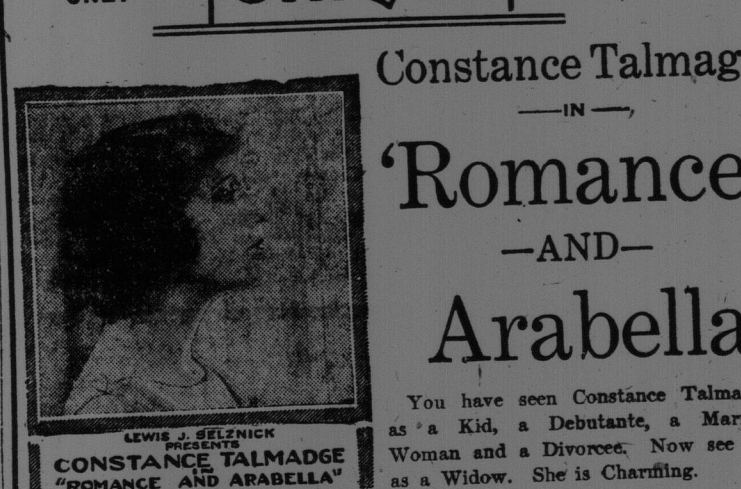 Constance Talmag
IN
'Romance
—AND—
Arabella
You have seen Constance Talma
as a Kid, a Debutante, a Mar
Woman and a Divorcee. Now see
as a Widow. She is Charming.
LEWIS J. SELZNICK
PRESENTS
CONSTANCE TALMADGE
IN
"ROMANCE AND ARABELLA"